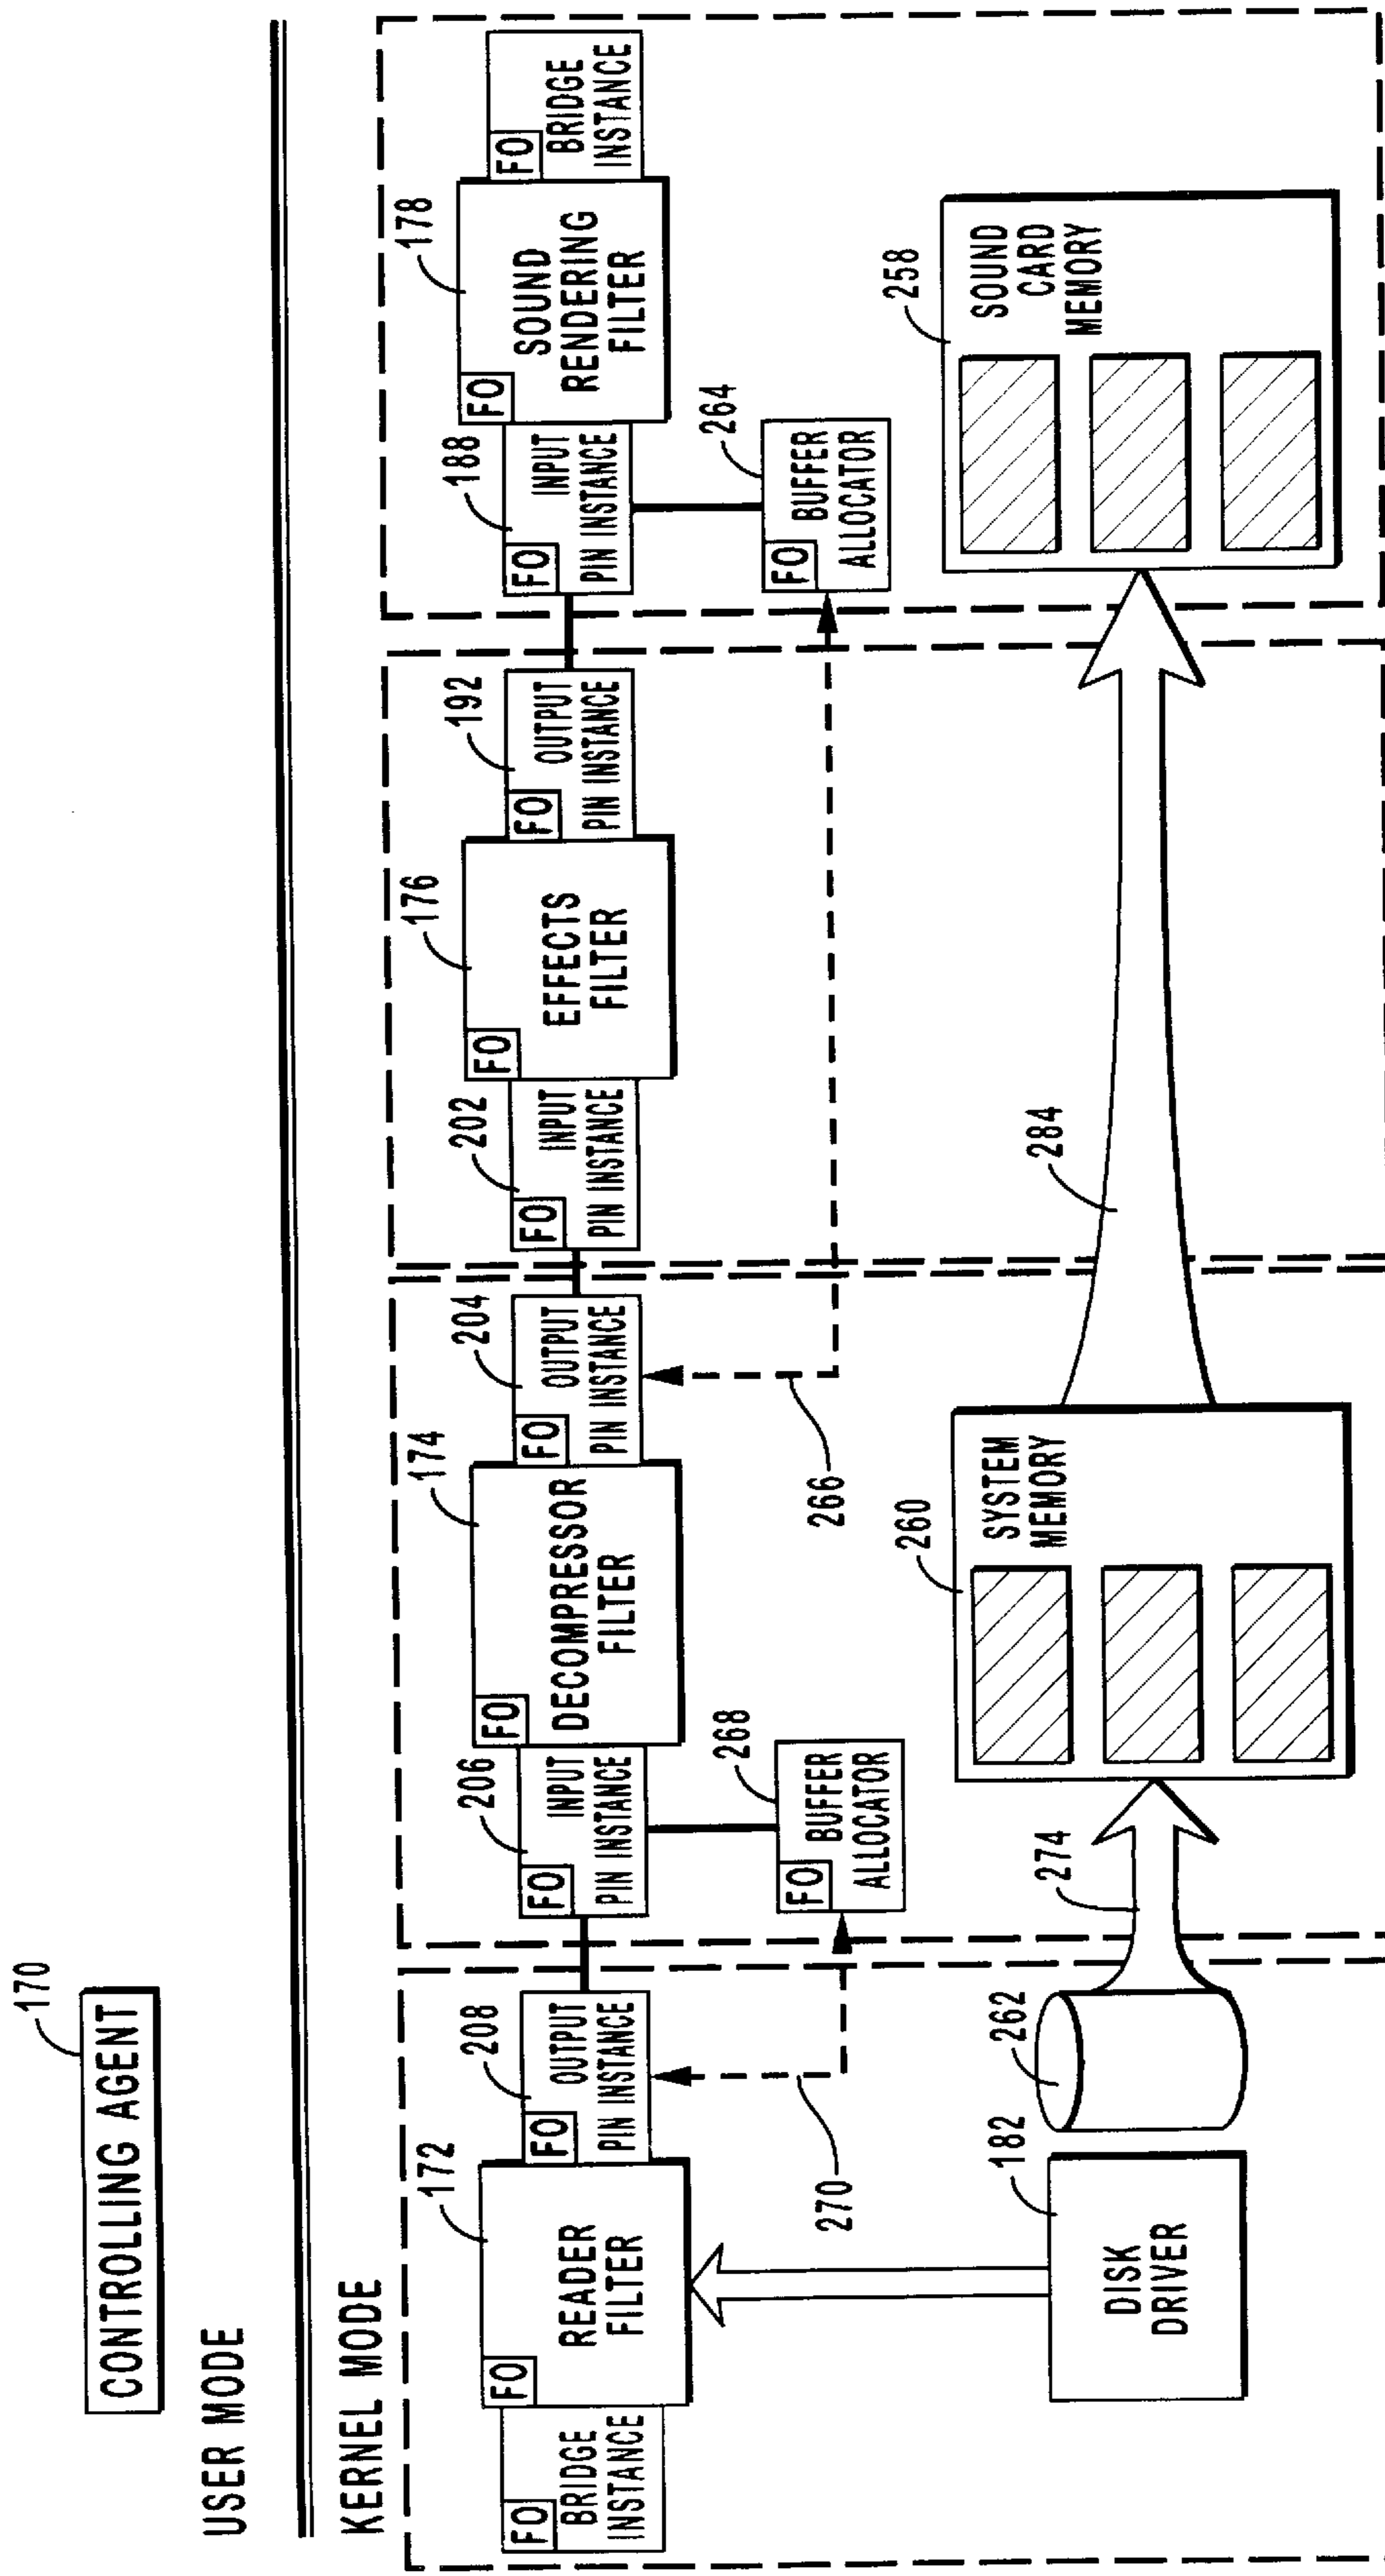 170
CONTROLLING AGENT
USER MODE
KERNEL MODE
FO
BRIDGE
INSTANCE
172
FO
READER
FILTER
208
FO
OUTPUT
PIN INSTANCE
206
FO
INPUT
PIN INSTANCE
174
FO
DECOMPRESSOR
FILTER
204
FO
OUTPUT
PIN INSTANCE
202
FO
INPUT
PIN INSTANCE
176
FO
EFFECTS
FILTER
192
FO
OUTPUT
PIN INSTANCE
188
FO
INPUT
PIN INSTANCE
178
FO
SOUND
RENDERING
FILTER
FO
BRIDGE
INSTANCE
270
268
FO
BUFFER
ALLOCATOR
266
264
FO
BUFFER
ALLOCATOR
182
DISK
DRIVER
262
274
260
SYSTEM
MEMORY
284
258
SOUND
CARD
MEMORY